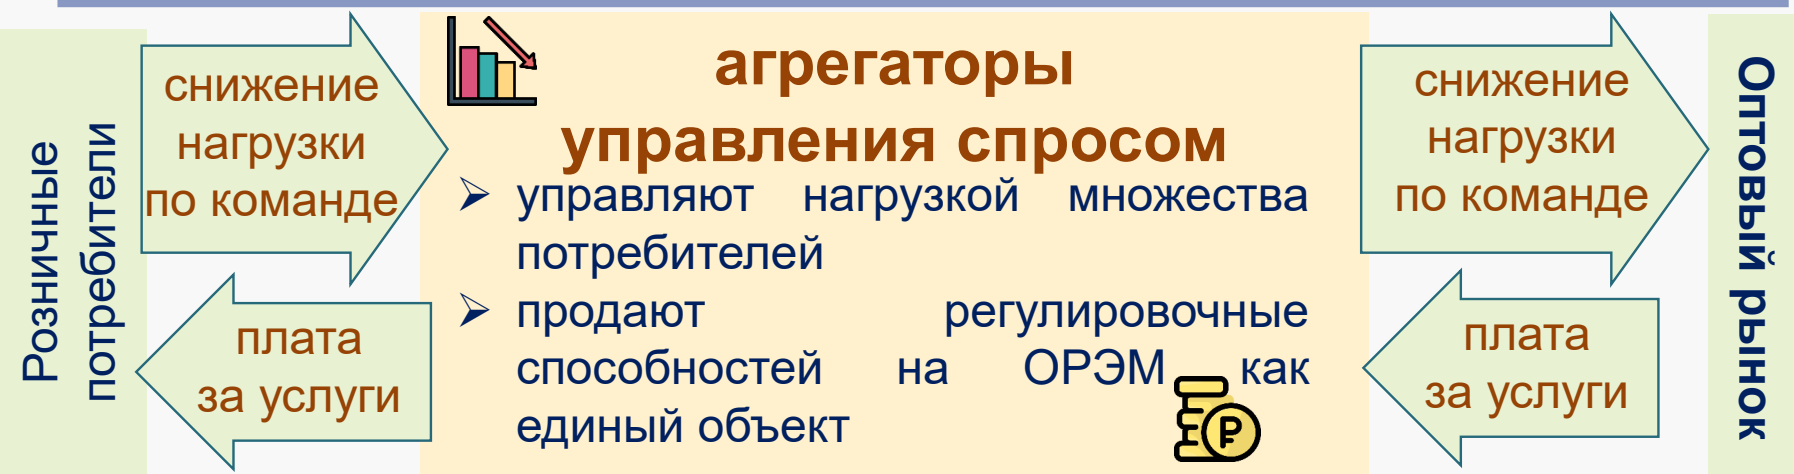 Розничные
потребители
снижение
нагрузки
по команде
плата
за услуги
агрегаторы
управления спросом
управляют нагрузкой множества
потребителей
продают регулировочные
способностей на ОРЭМ как
единый объект
снижение
нагрузки
по команде
плата
за услуги
Оптовый рынок